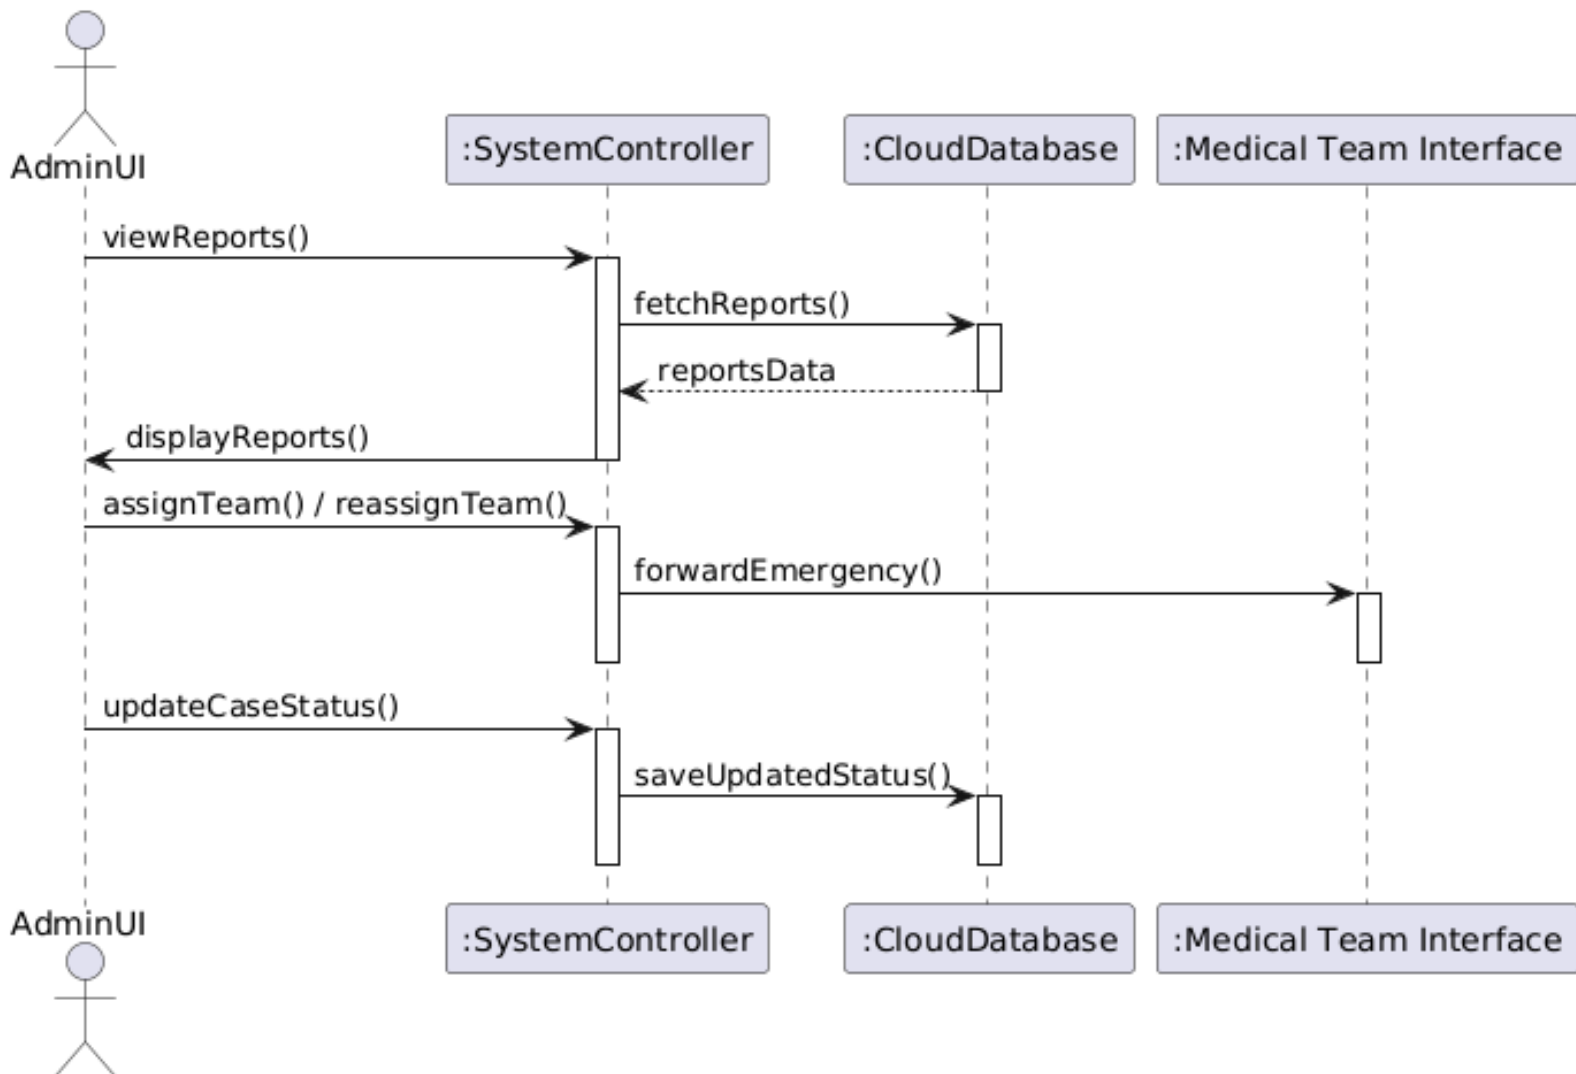 AdminUI
:SystemController
:CloudDatabase
:Medical Team Interface
viewReports()
fetchReports()
reportsData
displayReports()
assignTeam() / reassignTeam()
forwardEmergency()
updateCaseStatus()
saveUpdatedStatus()
AdminUI
:SystemController
:CloudDatabase
:Medical Team Interface